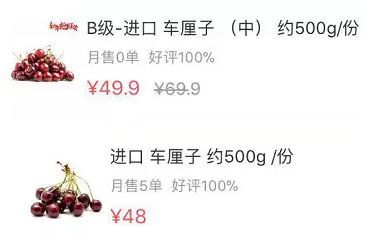 B级-进口 车厘子 （中） 约500g/份
月售0单 好评100%
¥49.9 ¥69.9
进口 车厘子 约500g /份
月售5单 好评100%
¥48